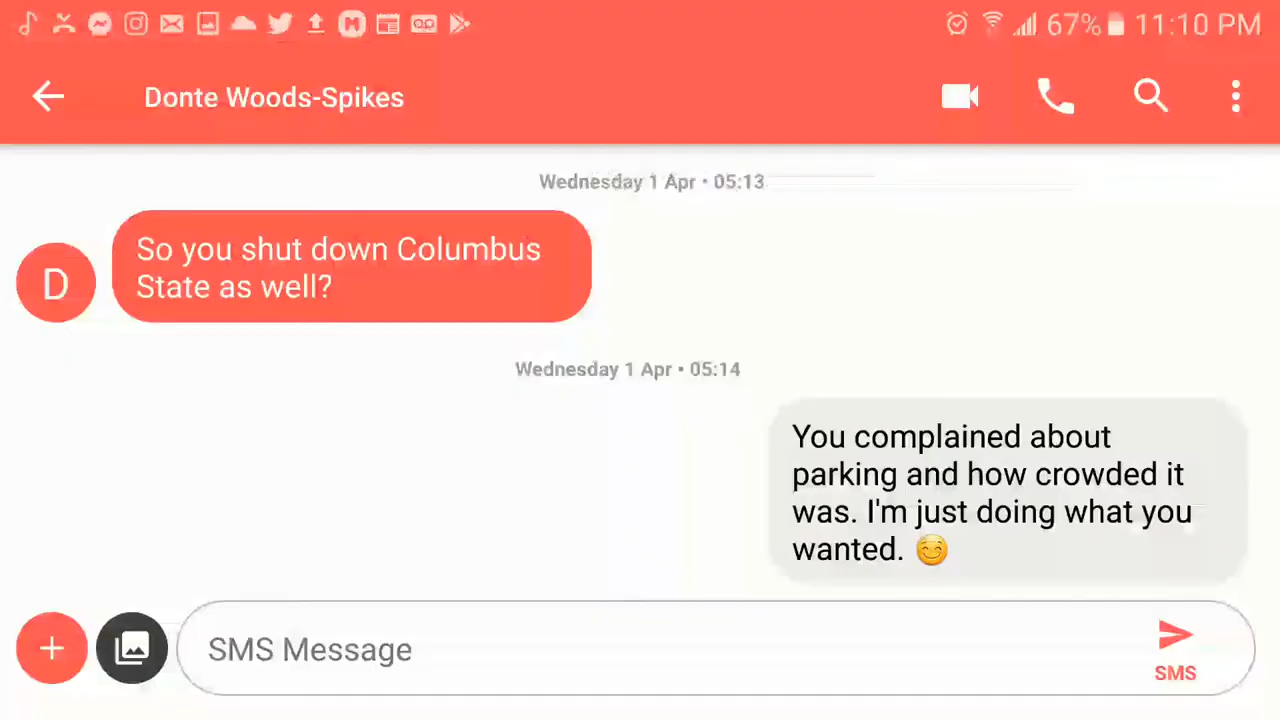 67% 11:10 PM
Donte Woods-Spikes
Wednesday 1 Apr • 05:13
So you shut down Columbus
State as well?
D
Wednesday 1 Apr • 05:14
You complained about
parking and how crowded it
was. I'm just doing what you
wanted. 😊
SMS Message
SMS